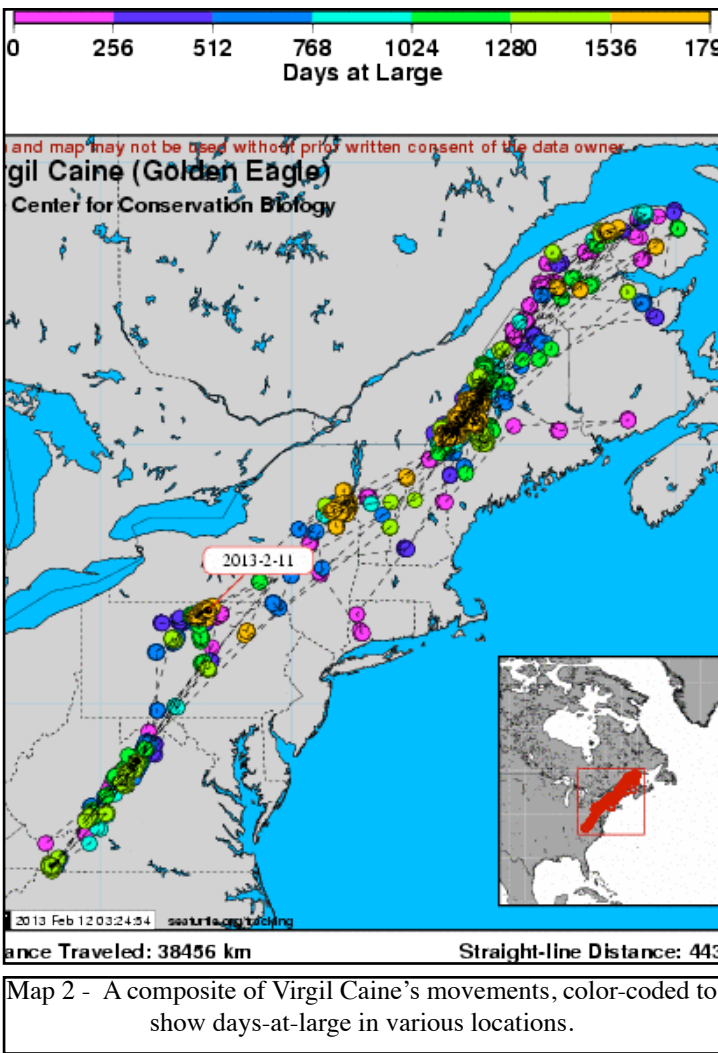 0 256 512 768 1024 1280 1536 179
Days at Large
and map may not be used without prior written consent of the data owner.
gil Caine (Golden Eagle)
Center for Conservation Biology
2013-2-11
2013 Feb 12 03:24:54 seaturtle.org/tracking
ance Traveled: 38456 km Straight-line Distance: 443
Map 2 - A composite of Virgil Caine’s movements, color-coded to
show days-at-large in various locations.